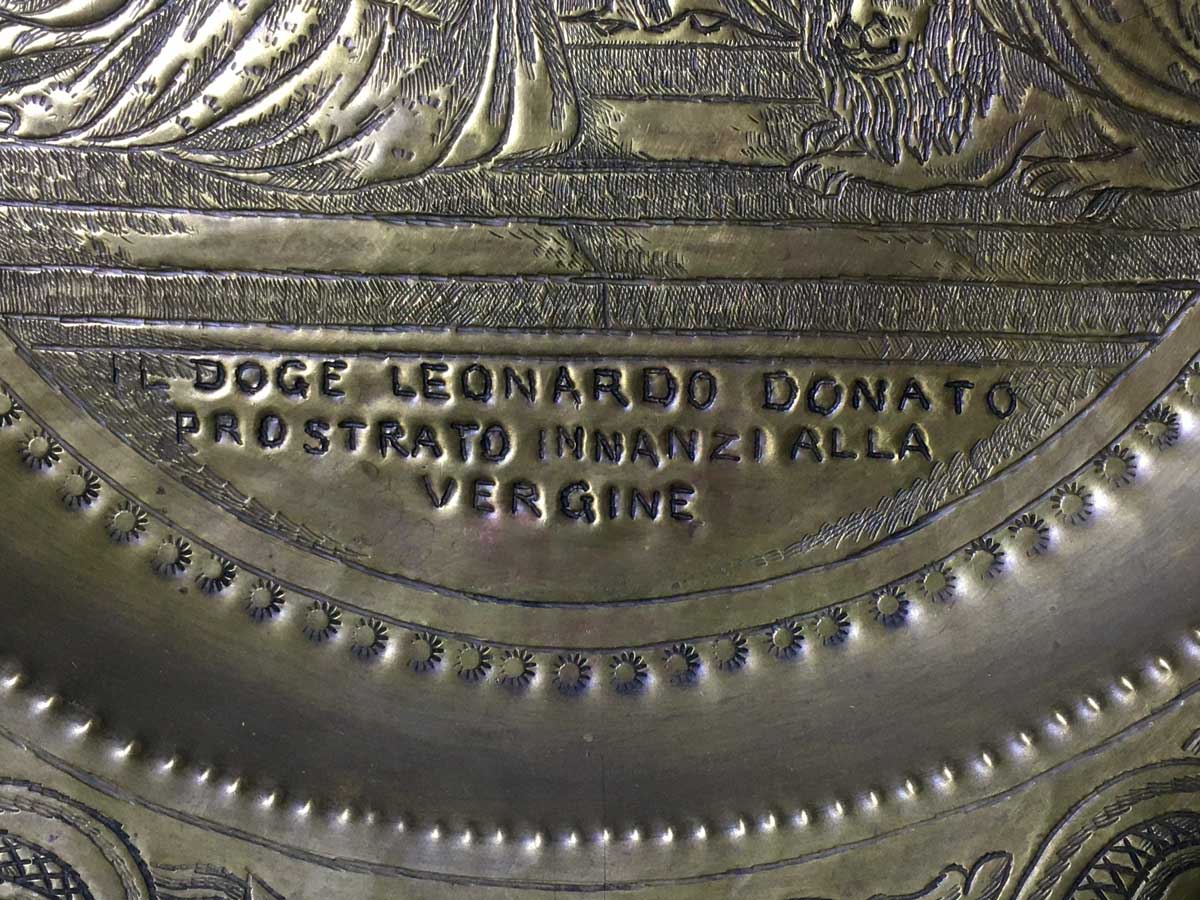 IL DOGE LEONARDO DONATO
PROSTRATO INNANZI ALLA
VERGINE